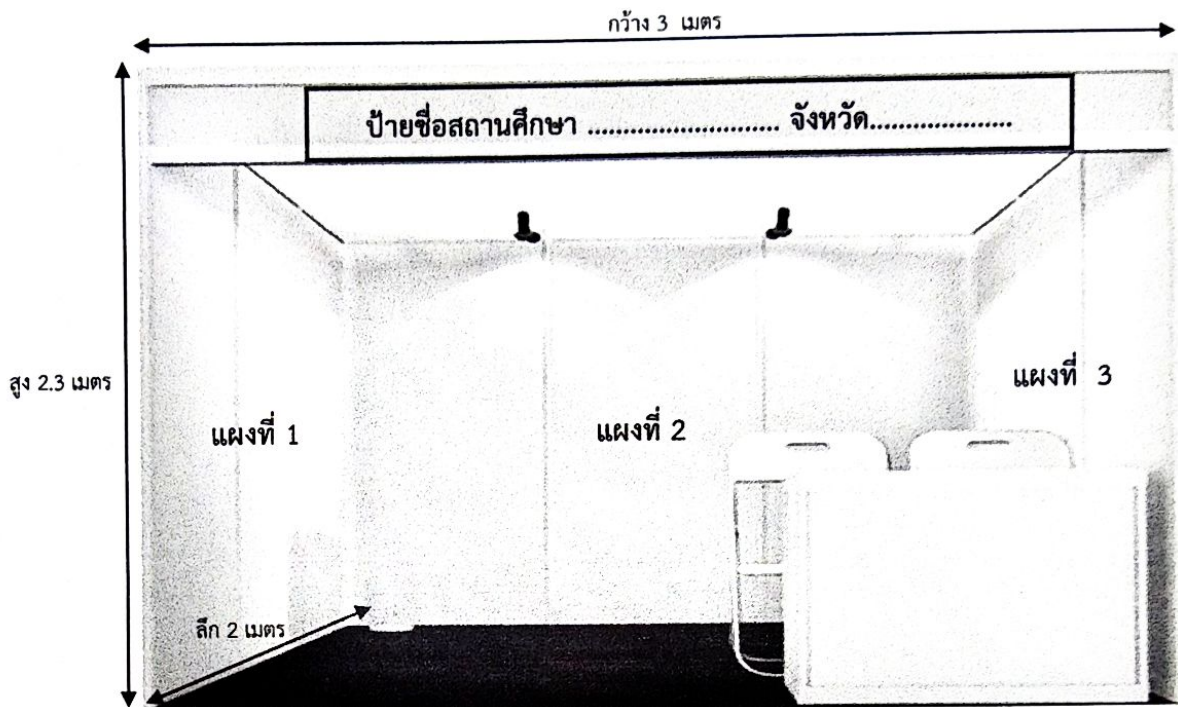 กว้าง 3 เมตร
ป้ายชื่อสถานศึกษา ............................ จังหวัด.....................
สูง 2.3 เมตร
แผงที่ 1
แผงที่ 2
แผงที่ 3
ลึก 2 เมตร